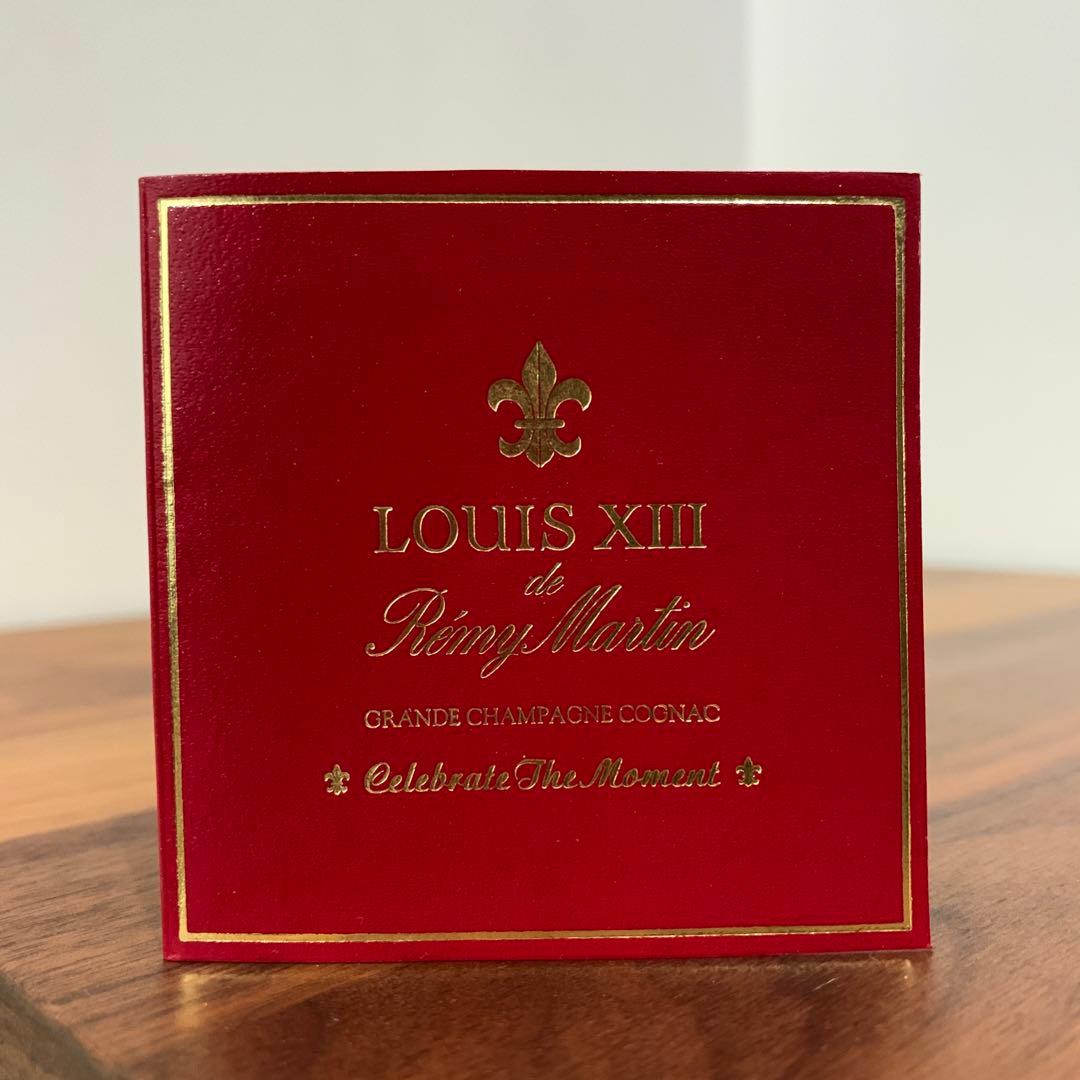 LOUIS XIII
de
Rémy Martin
GRANDE CHAMPAGNE COGNAC
Celebrate The Moment